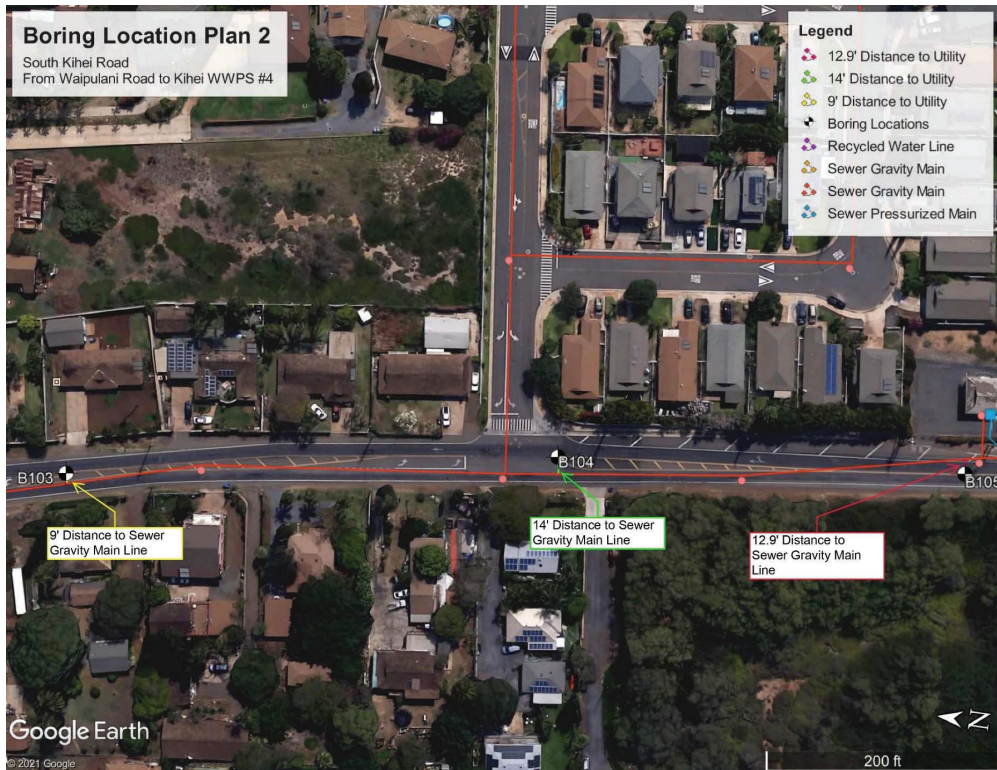 Boring Location Plan 2
South Kihei Road
From Waipulani Road to Kihei WWPS #4
Legend
12.9' Distance to Utility
14' Distance to Utility
9' Distance to Utility
Boring Locations
Recycled Water Line
Sewer Gravity Main
Sewer Gravity Main
Sewer Pressurized Main
B103
B104
B105
9' Distance to Sewer
Gravity Main Line
14' Distance to Sewer
Gravity Main Line
12.9' Distance to
Sewer Gravity Main
Line
Google Earth
© 2021 Google
N
200 ft